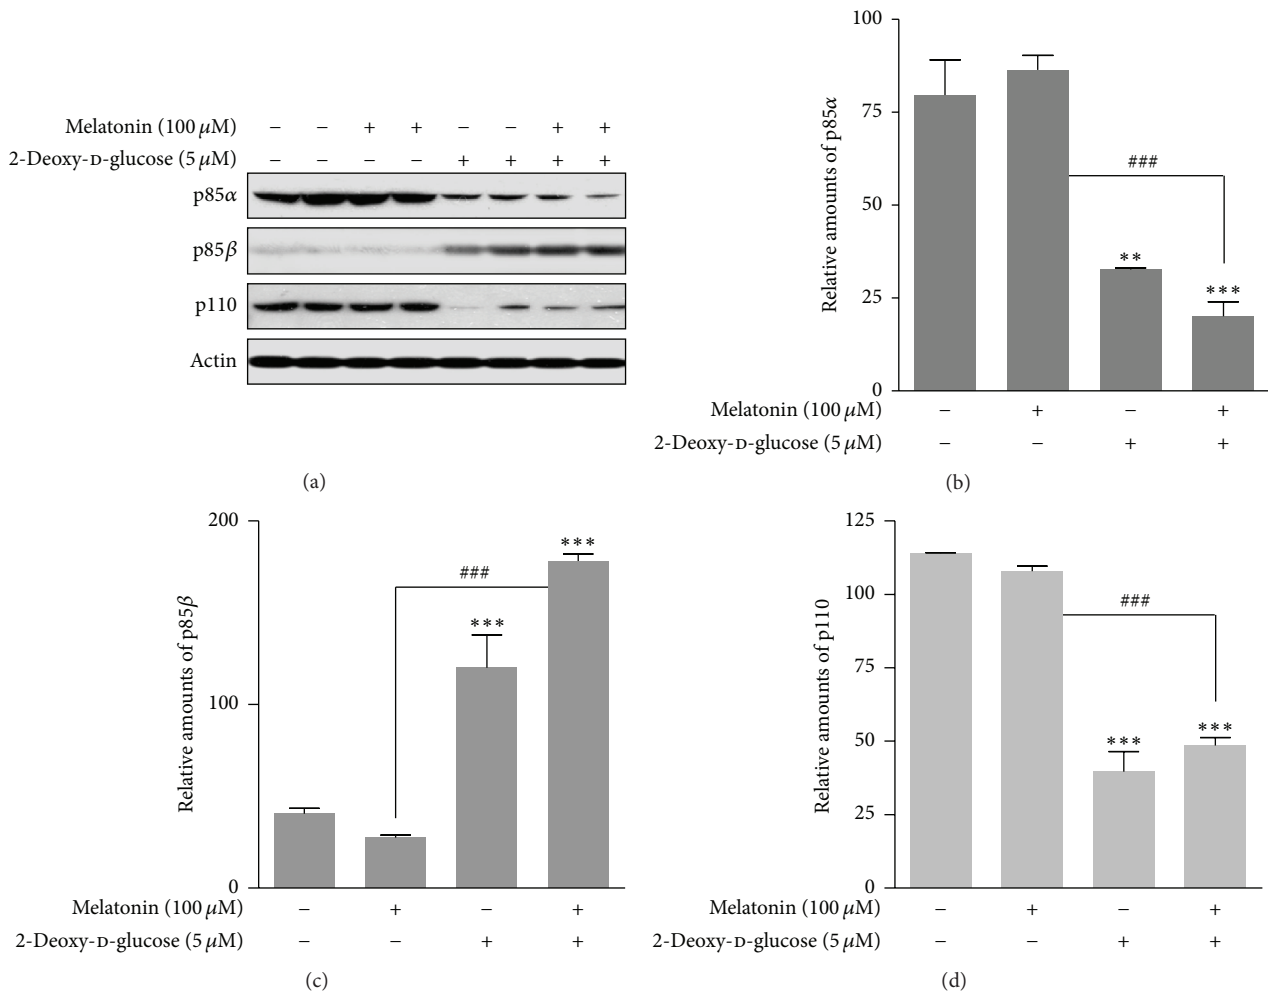 Melatonin (100 μM) − − + + − − + +
2-Deoxy-ᴅ-glucose (5 μM) − − − − + + + +
p85α
p85β
p110
Actin
(a)
100
75
50
25
0
Relative amounts of p85α
###
**
***
Melatonin (100 μM) − + − +
2-Deoxy-ᴅ-glucose (5 μM) − − + +
(b)
200
100
0
Relative amounts of p85β
***
###
***
Melatonin (100 μM) − + − +
2-Deoxy-ᴅ-glucose (5 μM) − − + +
(c)
125
100
75
50
25
0
Relative amounts of p110
###
***
***
Melatonin (100 μM) − + − +
2-Deoxy-ᴅ-glucose (5 μM) − − + +
(d)